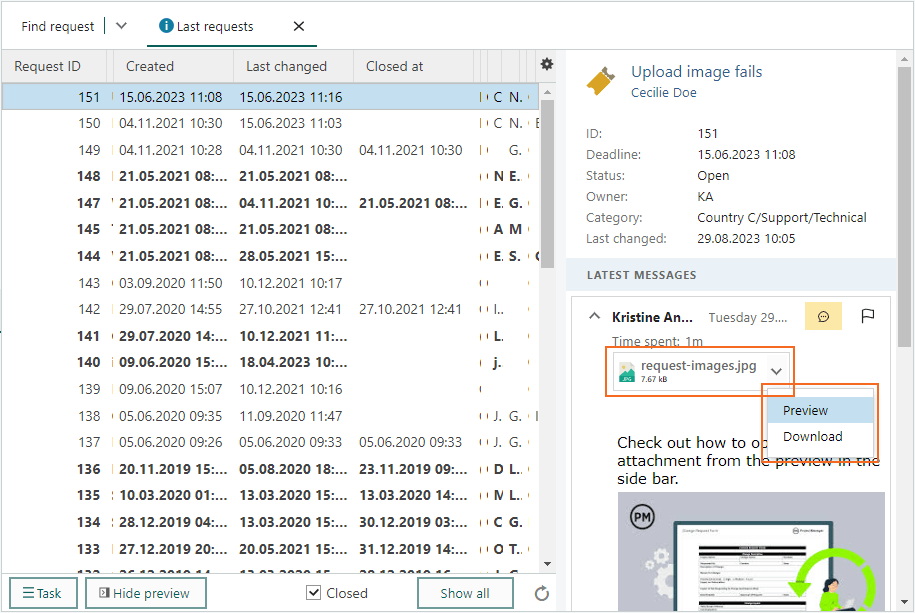 Find request Last requests
Request ID Created Last changed Closed at
151 15.06.2023 11:08 15.06.2023 11:16 C N.
150 04.11.2021 10:30 15.06.2023 11:03 C N.
149 04.11.2021 10:28 04.11.2021 10:30 04.11.2021 10:30 G.
148 21.05.2021 08:... 21.05.2021 08:... N E..
147 21.05.2021 08:... 04.11.2021 10:... 21.05.2021 08:... E. G.
145 21.05.2021 08:... 21.05.2021 08:... A M
144 21.05.2021 08:... 28.05.2021 15:... E. S.
143 03.09.2020 11:50 10.12.2021 10:17
142 29.07.2020 14:55 27.10.2021 12:41 27.10.2021 12:41 I..
141 29.07.2020 14:... 10.12.2021 11:... L.
140 09.06.2020 15:... 18.04.2023 10:... j.
139 09.06.2020 15:07 10.12.2021 10:16
138 05.06.2020 09:35 11.09.2020 11:47 J. G.
137 05.06.2020 09:26 05.06.2020 09:33 05.06.2020 09:33 J. G.
136 20.11.2019 15:... 05.08.2020 18:... 23.11.2019 09:... D L..
135 10.03.2020 01:... 13.03.2020 15:... 13.03.2020 14:... M L..
134 28.12.2019 04:... 13.03.2020 15:... 30.12.2019 03:... C G.
133 27.12.2019 20:... 20.05.2021 15:... 31.12.2019 14:... O T..
Task Hide preview Closed Show all
Upload image fails
Cecilie Doe
ID: 151
Deadline: 15.06.2023 11:08
Status: Open
Owner: KA
Category: Country C/Support/Technical
Last changed: 29.08.2023 10:05
LATEST MESSAGES
Kristine An... Tuesday 29....
Time spent: 1m
request-images.jpg
JPG 7.67 kB
Preview
Download
Check out how to
attachment from the preview in the
side bar.
PM
Change Request Form